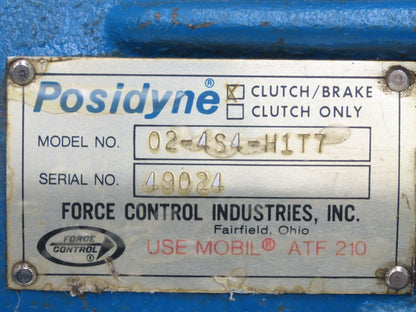 Posidyne®
☒ CLUTCH/BRAKE
☐ CLUTCH ONLY
MODEL NO. 02-4S4-H1T7
SERIAL NO. 49024
FORCE CONTROL INDUSTRIES, INC.
Fairfield, Ohio
FORCE CONTROL ®
USE MOBIL® ATF 210